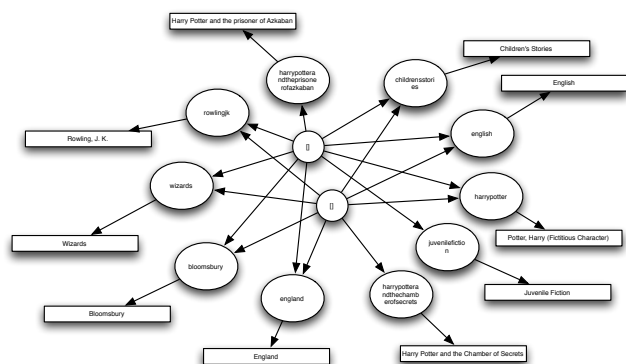 Harry Potter and the prisoner of Azkaban
Children's Stories
harrypottera
ndtheprisone
rofazkaban
childrensstori
es
English
rowlingjk
english
Rowling, J. K.
[]
wizards
harrypotter
[]
Wizards
juvenilefictio
n
Potter, Harry (Fictitious Character)
bloomsbury
england
harrypottera
ndthechamb
erofsecrets
Juvenile Fiction
Bloomsbury
England
Harry Potter and the Chamber of Secrets